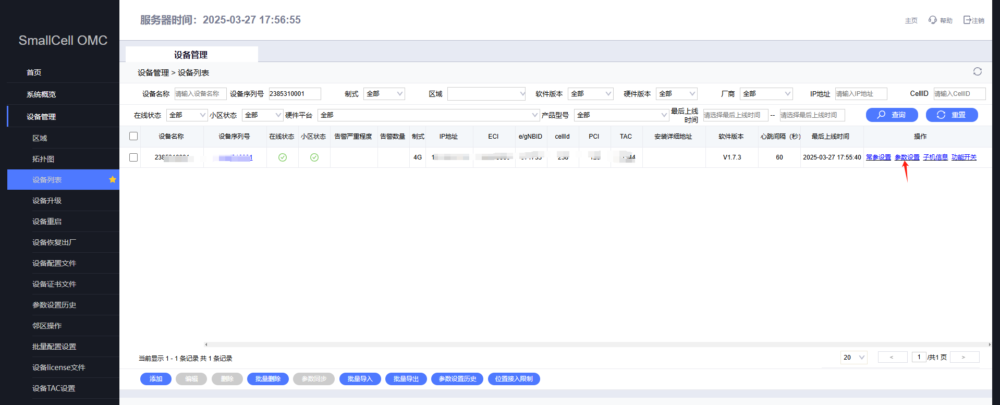 服务器时间：2025-03-27 17:56:55
主页 帮助 注销
SmallCell OMC
首页
系统概览
设备管理
区域
拓扑图
设备列表
设备升级
设备重启
设备恢复出厂
设备配置文件
设备证书文件
参数设置历史
邻区操作
批量配置设置
设备license文件
设备TAC设置
设备管理
设备管理 > 设备列表
设备名称 请输入设备名称 设备序列号 2385310001 制式 全部 区域 软件版本 全部 硬件版本 全部 厂商 全部 IP地址 请输入IP地址 CellID 请输入CellID
在线状态 全部 小区状态 全部 硬件平台 全部 产品型号 全部 最后上线时间 请选择最后上线时间 -- 请选择最后上线时间 查询 重置
设备名称 设备序列号 在线状态 小区状态 告警严重程度 告警数量 制式 IP地址 ECI e/gNBID cellId PCI TAC 安装详细地址 软件版本 心跳间隔（秒） 最后上线时间 操作
4G V1.7.3 60 2025-03-27 17:55:40 常参设置 参数设置 子机信息 功能开关
当前显示 1 - 1 条记录 共 1 条记录
20 < 1 /共1 页 >
添加 编辑 删除 批量删除 参数同步 批量导入 批量导出 参数设置历史 位置接入限制